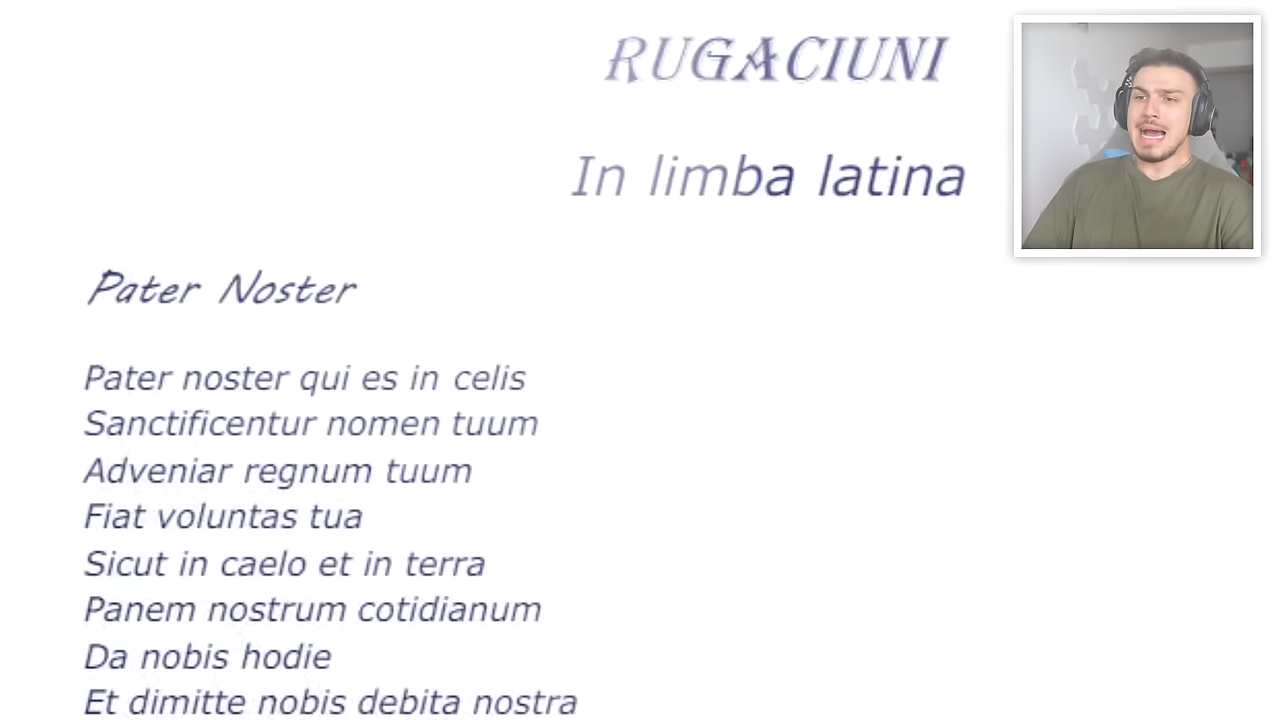 RUGACIUNI
In limba latina
Pater Noster
Pater noster qui es in celis
Sanctificentur nomen tuum
Adveniar regnum tuum
Fiat voluntas tua
Sicut in caelo et in terra
Panem nostrum cotidianum
Da nobis hodie
Et dimitte nobis debita nostra